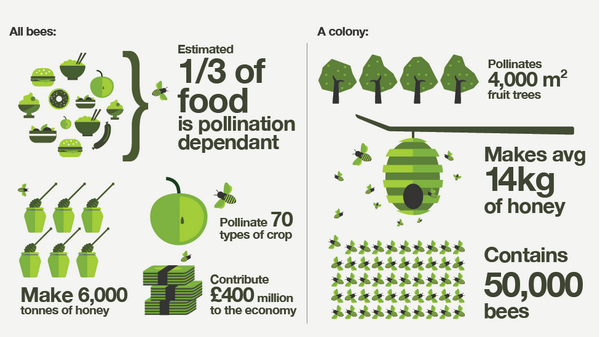 All bees:
Estimated
1/3 of
food
is pollination
dependant
Make 6,000
tonnes of honey
Pollinate 70
types of crop
Contribute
£400 million
to the economy
A colony:
Pollinates
4,000 m²
fruit trees
Makes avg
14kg
of honey
Contains
50,000
bees